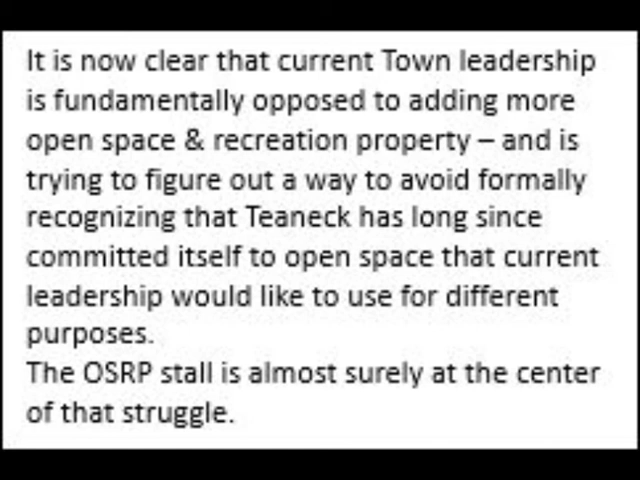 It is now clear that current Town leadership
is fundamentally opposed to adding more
open space & recreation property – and is
trying to figure out a way to avoid formally
recognizing that Teaneck has long since
committed itself to open space that current
leadership would like to use for different
purposes.
The OSRP stall is almost surely at the center
of that struggle.